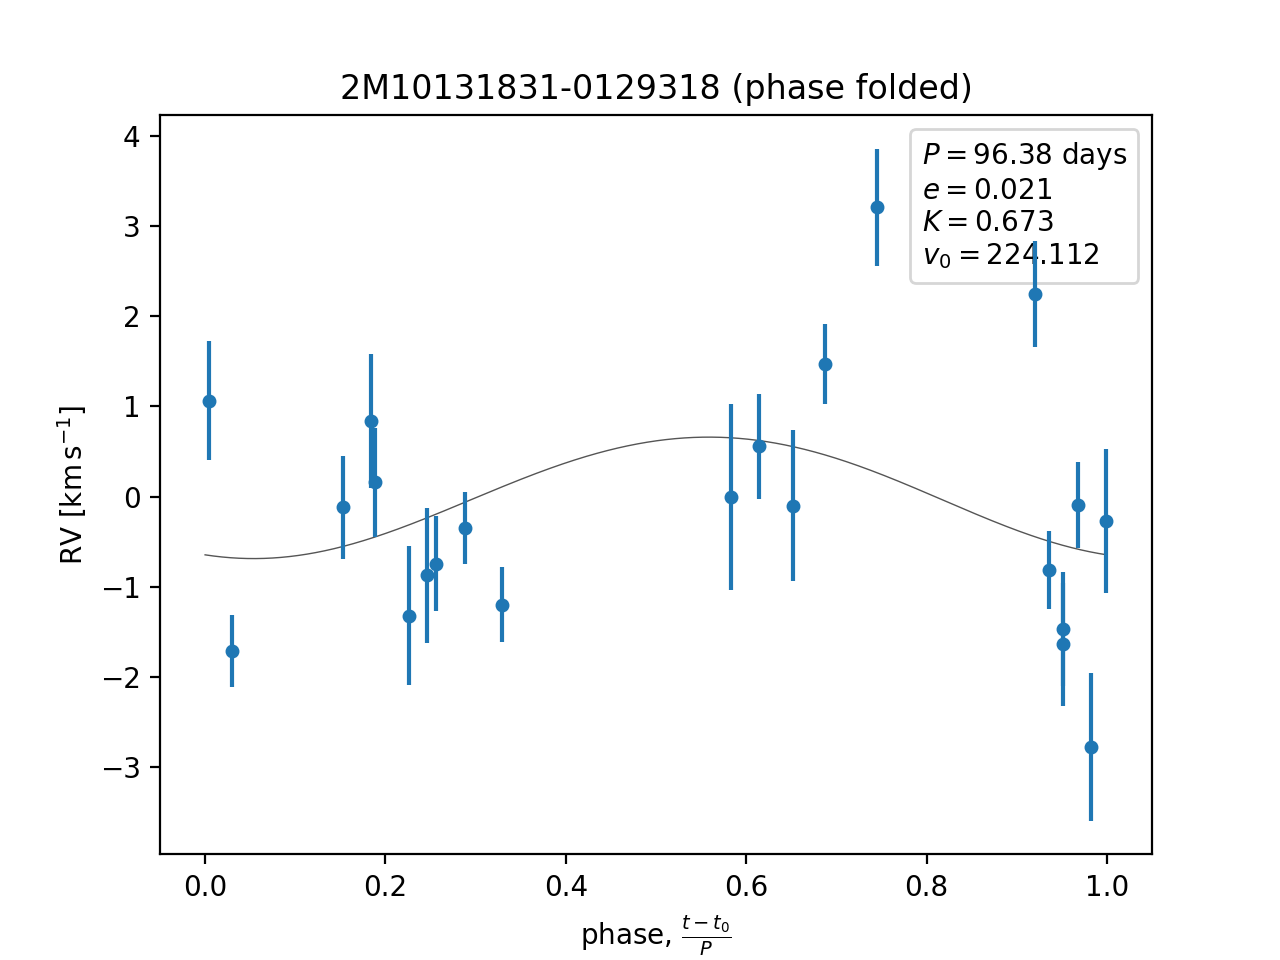 2M10131831-0129318 (phase folded)
P = 96.38 days
e = 0.021
K = 0.673
v₀ = 224.112
RV [km s⁻¹]
4
3
2
1
0
−1
−2
−3
0.0 0.2 0.4 0.6 0.8 1.0
phase, (t − t₀)/P